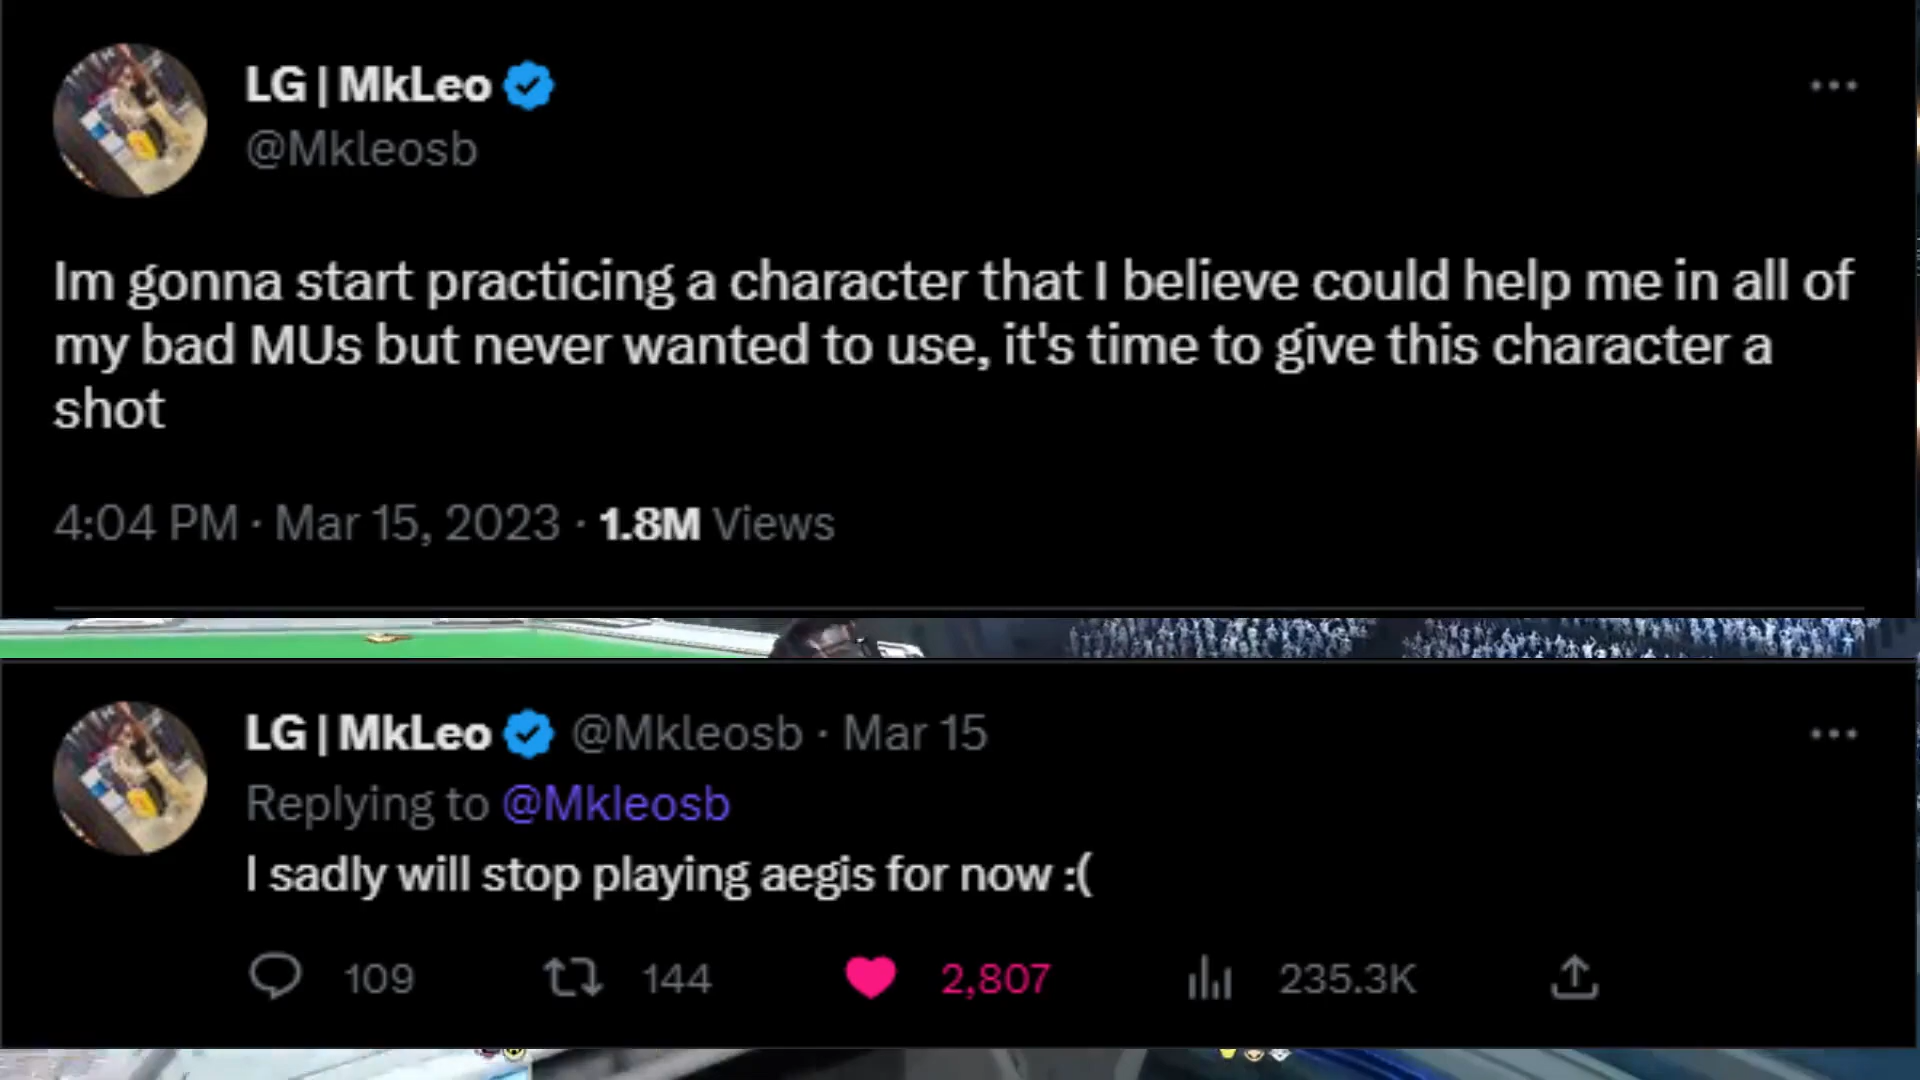 LG | MkLeo
@Mkleosb
Im gonna start practicing a character that I believe could help me in all of
my bad MUs but never wanted to use, it's time to give this character a
shot
4:04 PM · Mar 15, 2023 · 1.8M Views
LG | MkLeo @Mkleosb · Mar 15
Replying to @Mkleosb
I sadly will stop playing aegis for now :(
109 144 2,807 235.3K